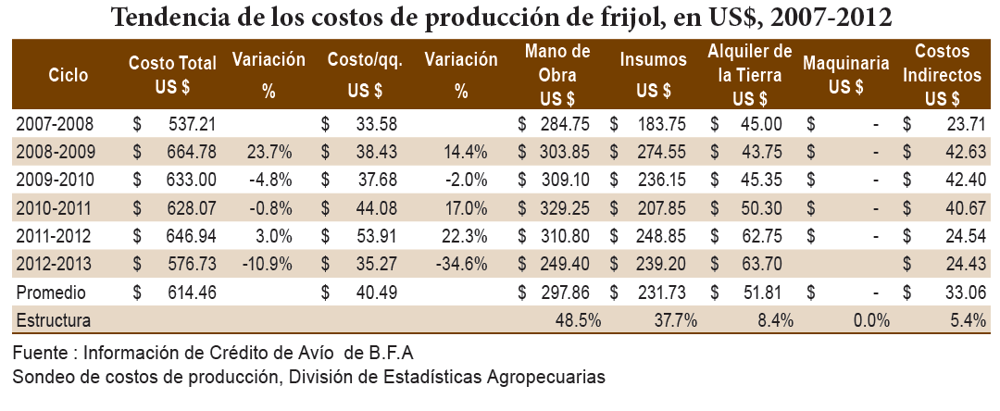 Tendencia de los costos de producción de frijol, en US$, 2007-2012
Ciclo Costo Total US $ Variación % Costo/qq. US $ Variación % Mano de Obra US $ Insumos US $ Alquiler de la Tierra US $ Maquinaria US $ Costos Indirectos US $
2007-2008 $ 537.21 $ 33.58 $ 284.75 $ 183.75 $ 45.00 $ - $ 23.71
2008-2009 $ 664.78 23.7% $ 38.43 14.4% $ 303.85 $ 274.55 $ 43.75 $ - $ 42.63
2009-2010 $ 633.00 -4.8% $ 37.68 -2.0% $ 309.10 $ 236.15 $ 45.35 $ - $ 42.40
2010-2011 $ 628.07 -0.8% $ 44.08 17.0% $ 329.25 $ 207.85 $ 50.30 $ - $ 40.67
2011-2012 $ 646.94 3.0% $ 53.91 22.3% $ 310.80 $ 248.85 $ 62.75 $ - $ 24.54
2012-2013 $ 576.73 -10.9% $ 35.27 -34.6% $ 249.40 $ 239.20 $ 63.70 $ 24.43
Promedio $ 614.46 $ 40.49 $ 297.86 $ 231.73 $ 51.81 $ - $ 33.06
Estructura 48.5% 37.7% 8.4% 0.0% 5.4%
Fuente : Información de Crédito de Avío de B.F.A
Sondeo de costos de producción, División de Estadísticas Agropecuarias